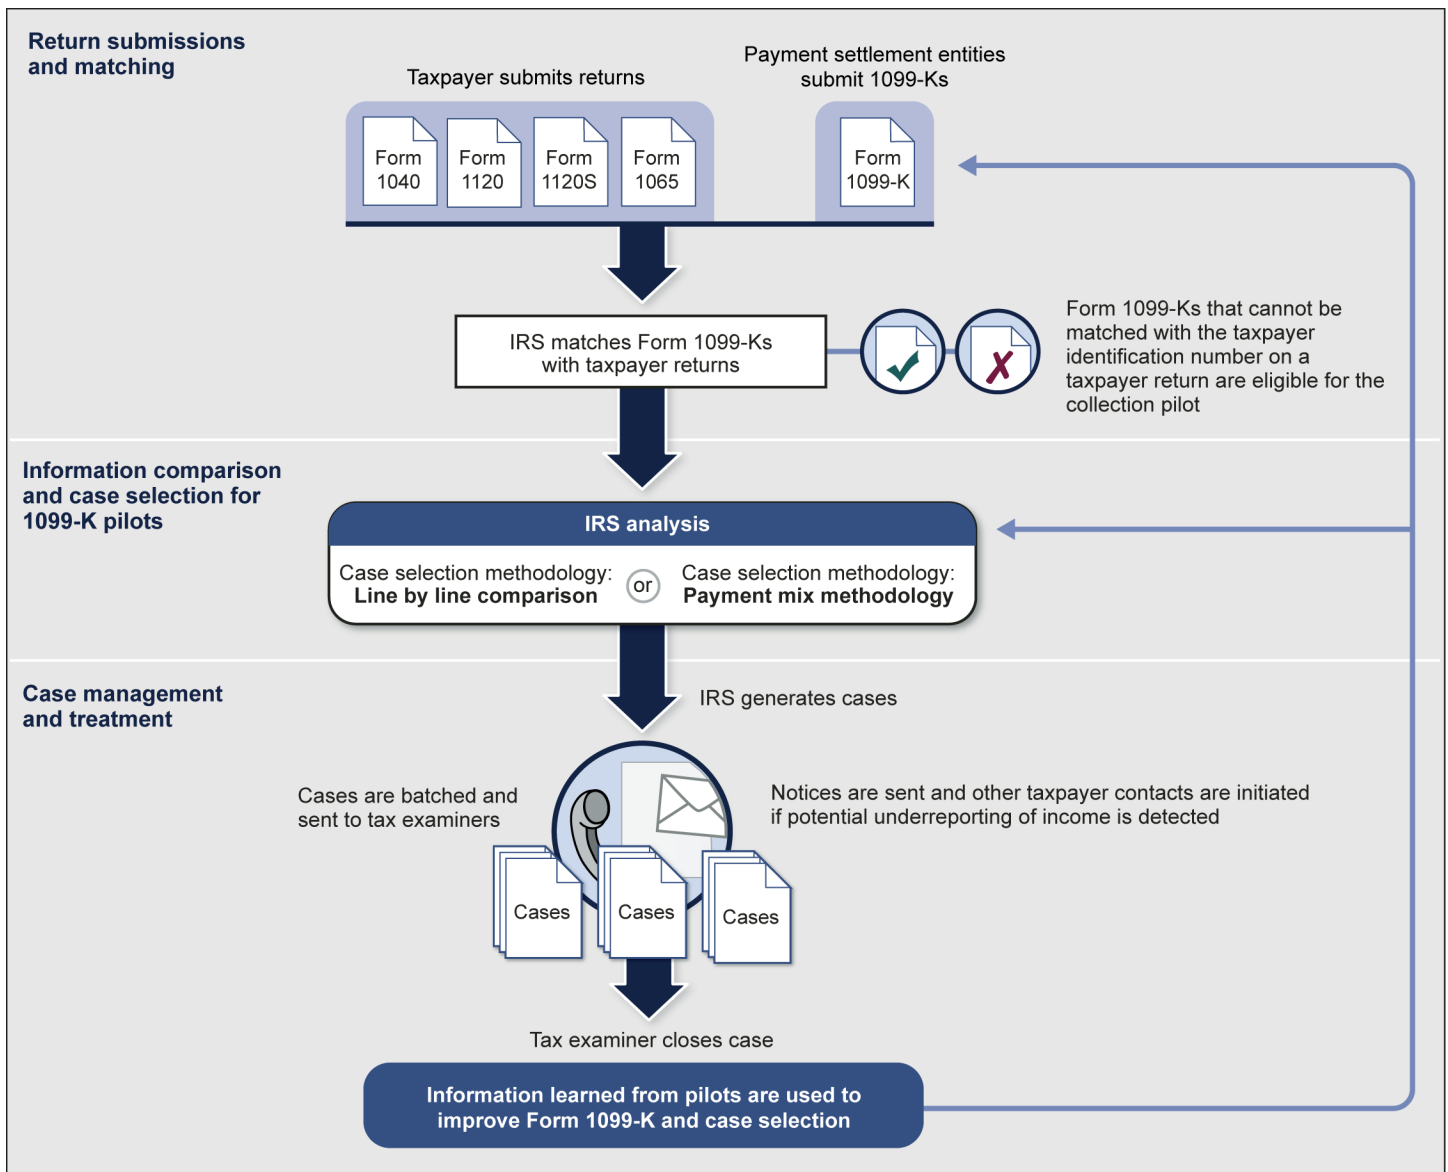 Return submissions
and matching
Taxpayer submits returns
Payment settlement entities
submit 1099-Ks
Form
1040
Form
1120
Form
1120S
Form
1065
Form
1099-K
IRS matches Form 1099-Ks
with taxpayer returns
Form 1099-Ks that cannot be
matched with the taxpayer
identification number on a
taxpayer return are eligible for the
collection pilot
Information comparison
and case selection for
1099-K pilots
IRS analysis
Case selection methodology:
Line by line comparison
or
Case selection methodology:
Payment mix methodology
Case management
and treatment
IRS generates cases
Cases are batched and
sent to tax examiners
Notices are sent and other taxpayer contacts are initiated
if potential underreporting of income is detected
Cases
Cases
Cases
Tax examiner closes case
Information learned from pilots are used to
improve Form 1099-K and case selection